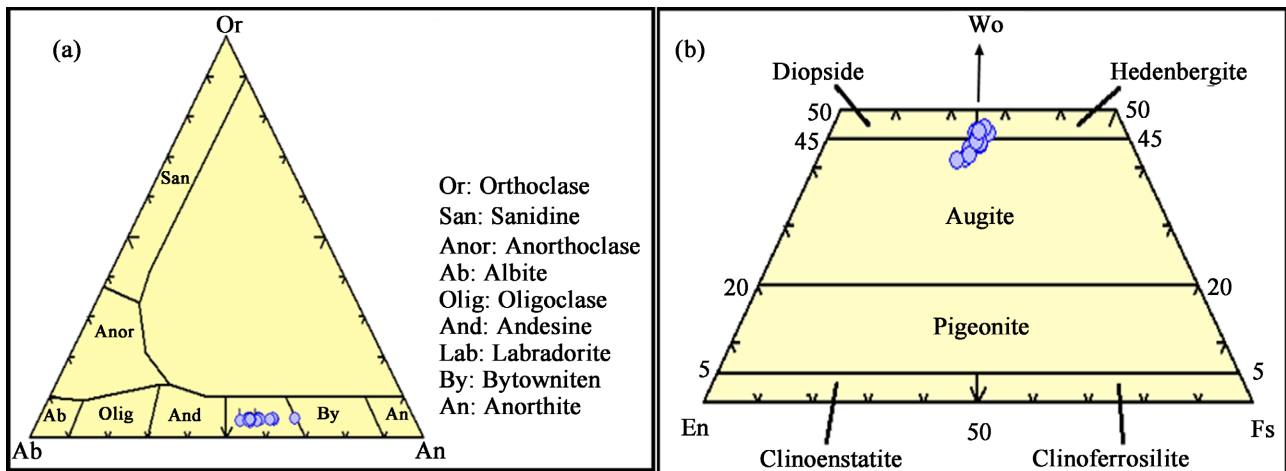 (a)
Or
San
Anor
Ab
Olig
And
By
An
Ab
An
Or: Orthoclase
San: Sanidine
Anor: Anorthoclase
Ab: Albite
Olig: Oligoclase
And: Andesine
Lab: Labradorite
By: Bytowniten
An: Anorthite
(b)
Wo
Diopside
Hedenbergite
50
50
45
45
Augite
20
20
Pigeonite
5
5
En
50
Fs
Clinoenstatite
Clinoferrosilite